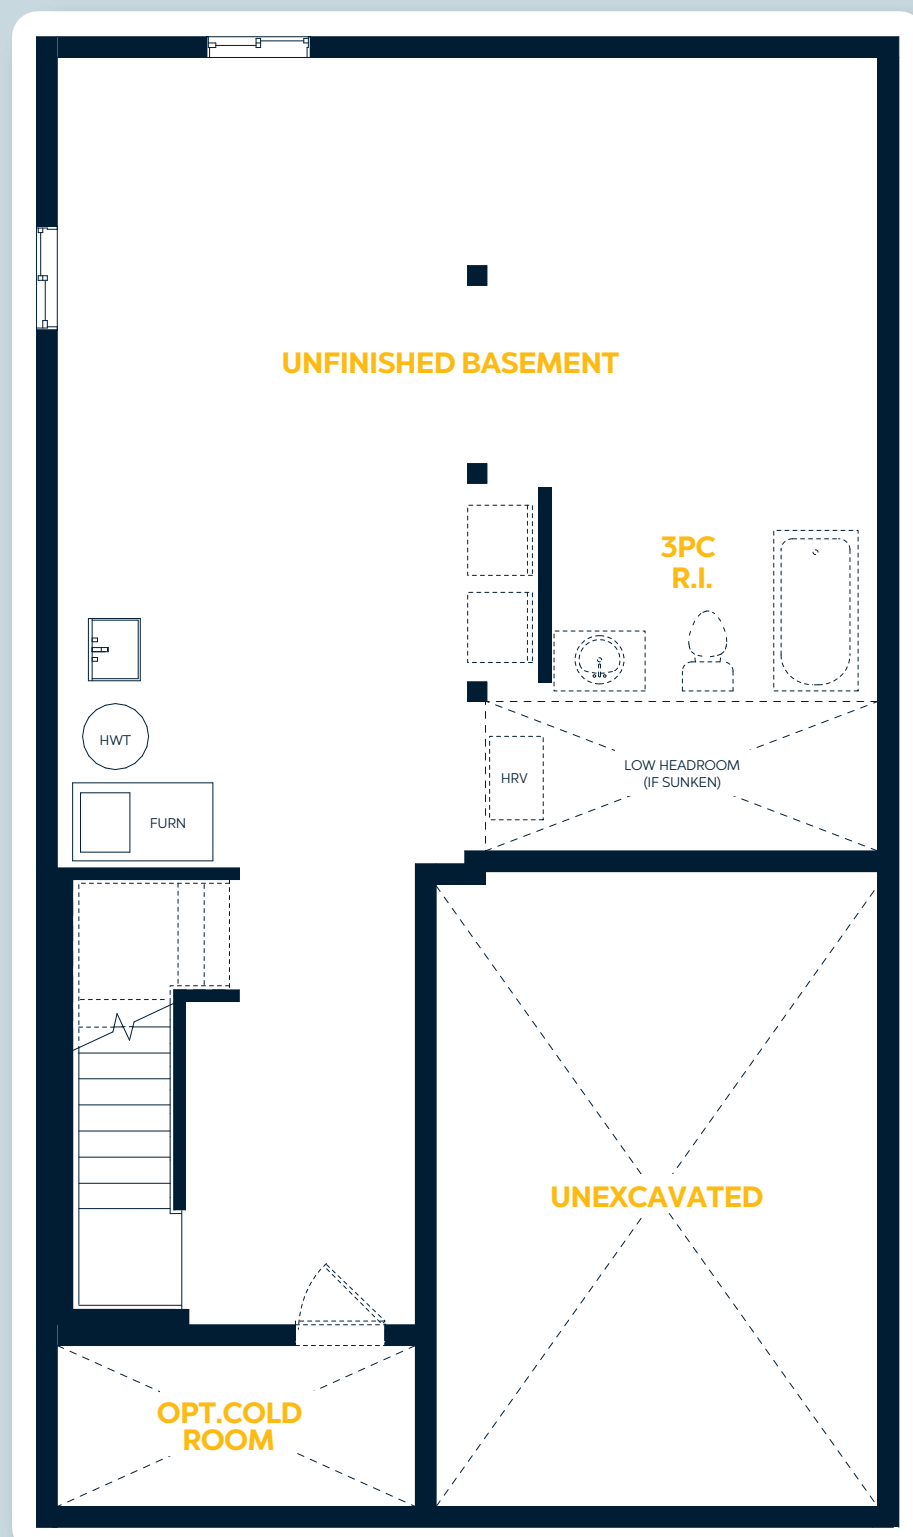 UNFINISHED BASEMENT
3PC
R.I.
HWT
LOW HEADROOM
(IF SUNKEN)
HRV
FURN
UNEXCAVATED
OPT.COLD
ROOM